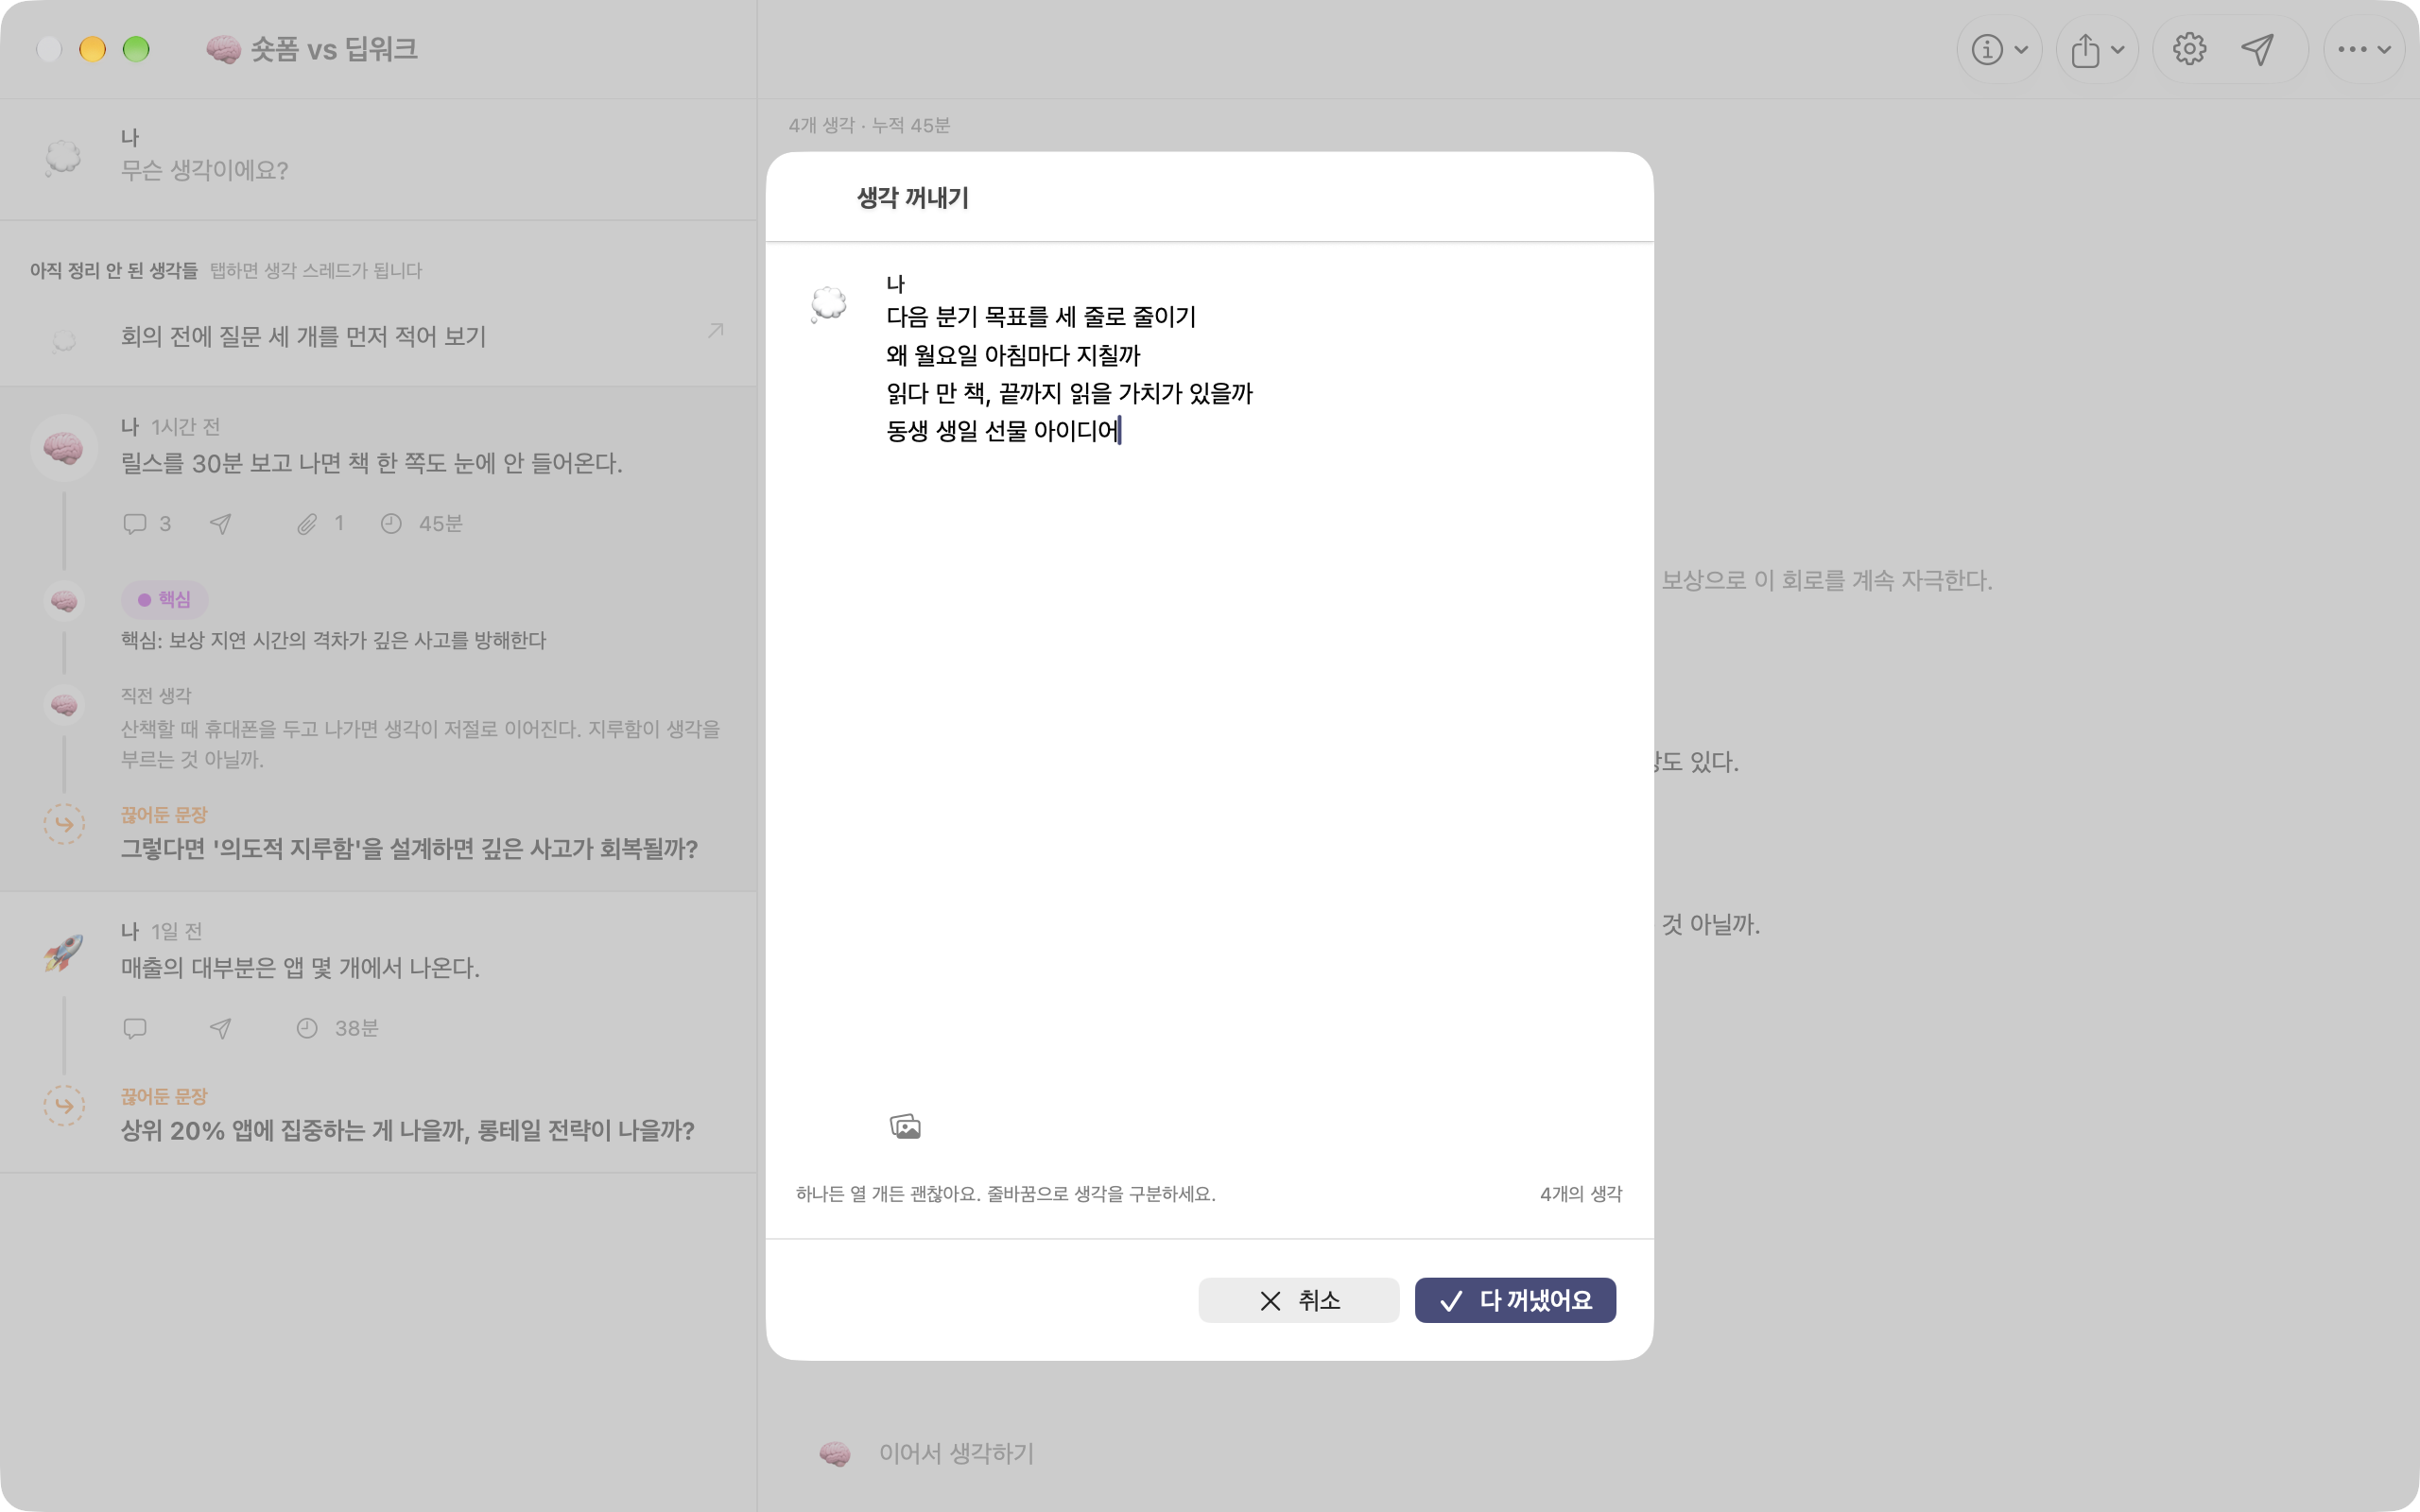 숏폼 vs 딥워크
나
무슨 생각이에요?
아직 정리 안 된 생각들 탭하면 생각 스레드가 됩니다
회의 전에 질문 세 개를 먼저 적어 보기
나 1시간 전
릴스를 30분 보고 나면 책 한 쪽도 눈에 안 들어온다.
3 1 45분
핵심
핵심: 보상 지연 시간의 격차가 깊은 사고를 방해한다
직전 생각
산책할 때 휴대폰을 두고 나가면 생각이 저절로 이어진다. 지루함이 생각을
부르는 것 아닐까.
끊어둔 문장
그렇다면 '의도적 지루함'을 설계하면 깊은 사고가 회복될까?
나 1일 전
매출의 대부분은 앱 몇 개에서 나온다.
38분
끊어둔 문장
상위 20% 앱에 집중하는 게 나을까, 롱테일 전략이 나을까?
4개 생각 · 누적 45분
생각 꺼내기
나
다음 분기 목표를 세 줄로 줄이기
왜 월요일 아침마다 지칠까
읽다 만 책, 끝까지 읽을 가치가 있을까
동생 생일 선물 아이디어
하나든 열 개든 괜찮아요. 줄바꿈으로 생각을 구분하세요. 4개의 생각
취소 다 꺼냈어요
보상으로 이 회로를 계속 자극한다.
있다.
것 아닐까.
이어서 생각하기